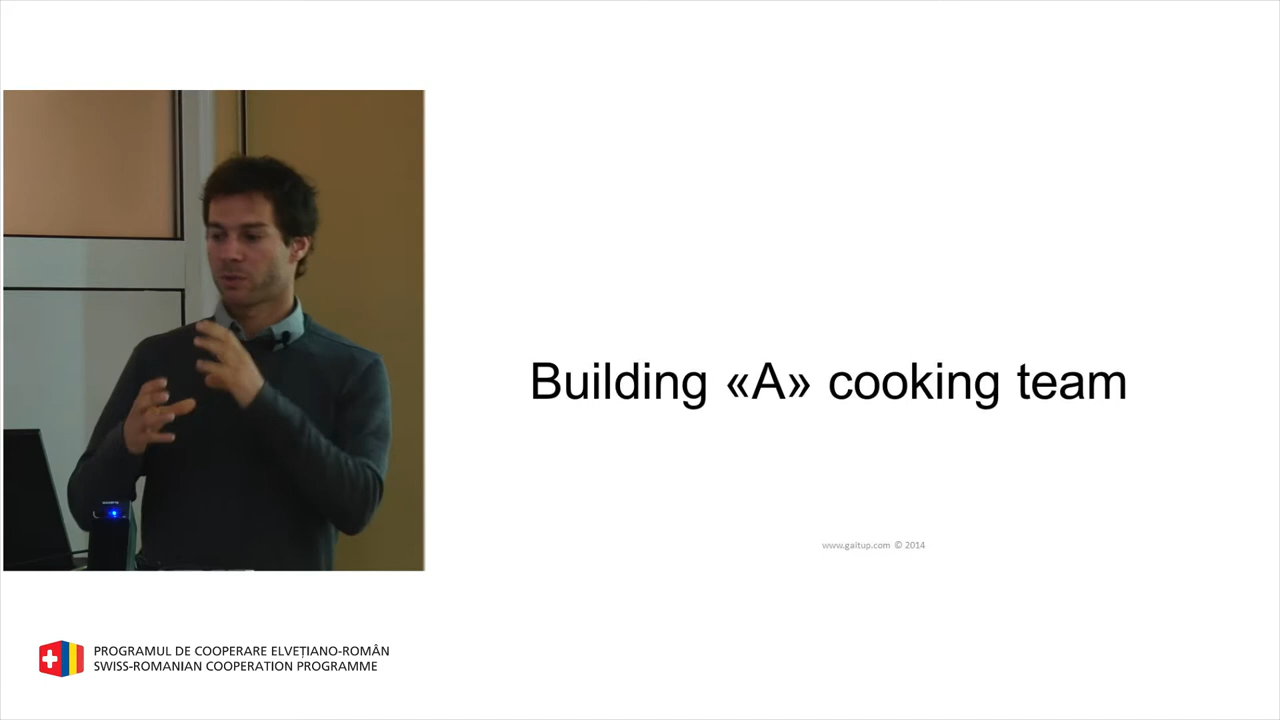 Building «A» cooking team
www.gaitup.com © 2014
PROGRAMUL DE COOPERARE ELVEȚIANO-ROMÂN
SWISS-ROMANIAN COOPERATION PROGRAMME